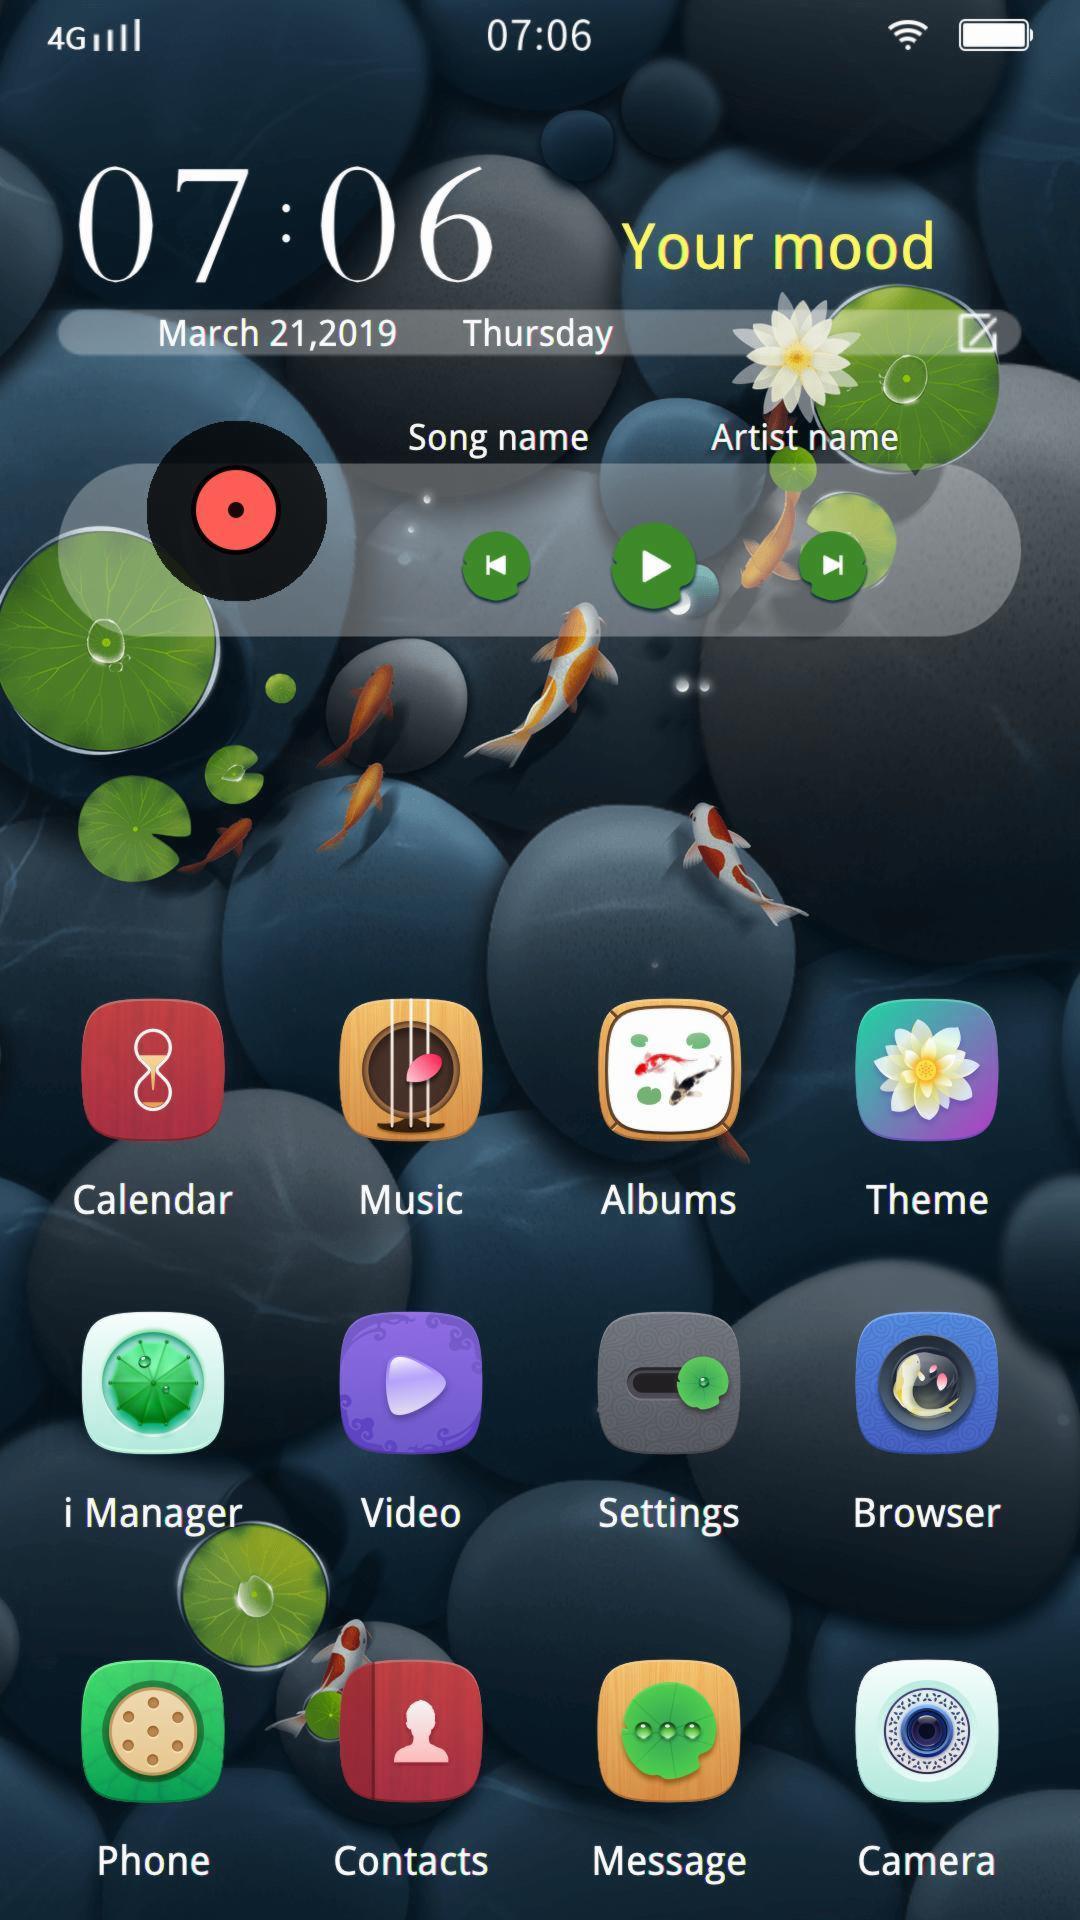 4G 07:06
07:06
Your mood
March 21,2019 Thursday
Song name Artist name
Calendar Music Albums Theme
i Manager Video Settings Browser
Phone Contacts Message Camera